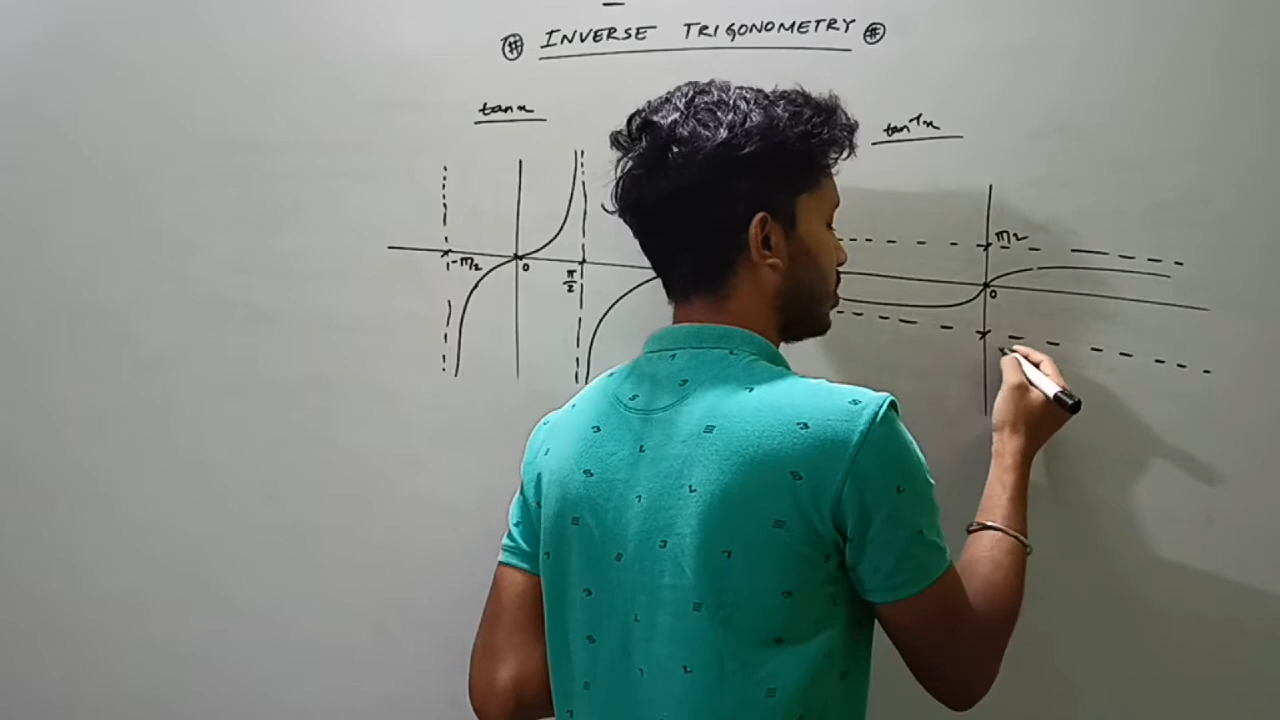 # INVERSE TRIGONOMETRY #
tan x
tan⁻¹x
π/2
-π/2
0
π/2
0